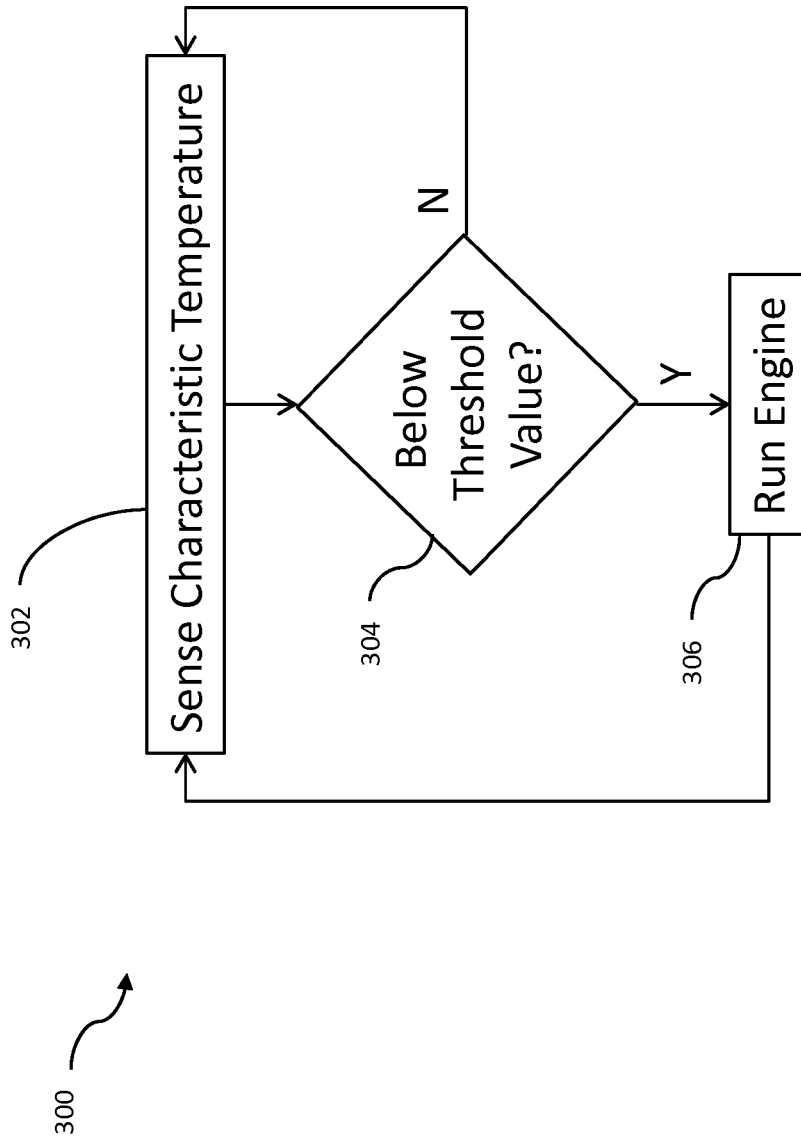 300
302
Sense Characteristic Temperature
304
Below
Threshold
Value?
N
Y
306
Run Engine